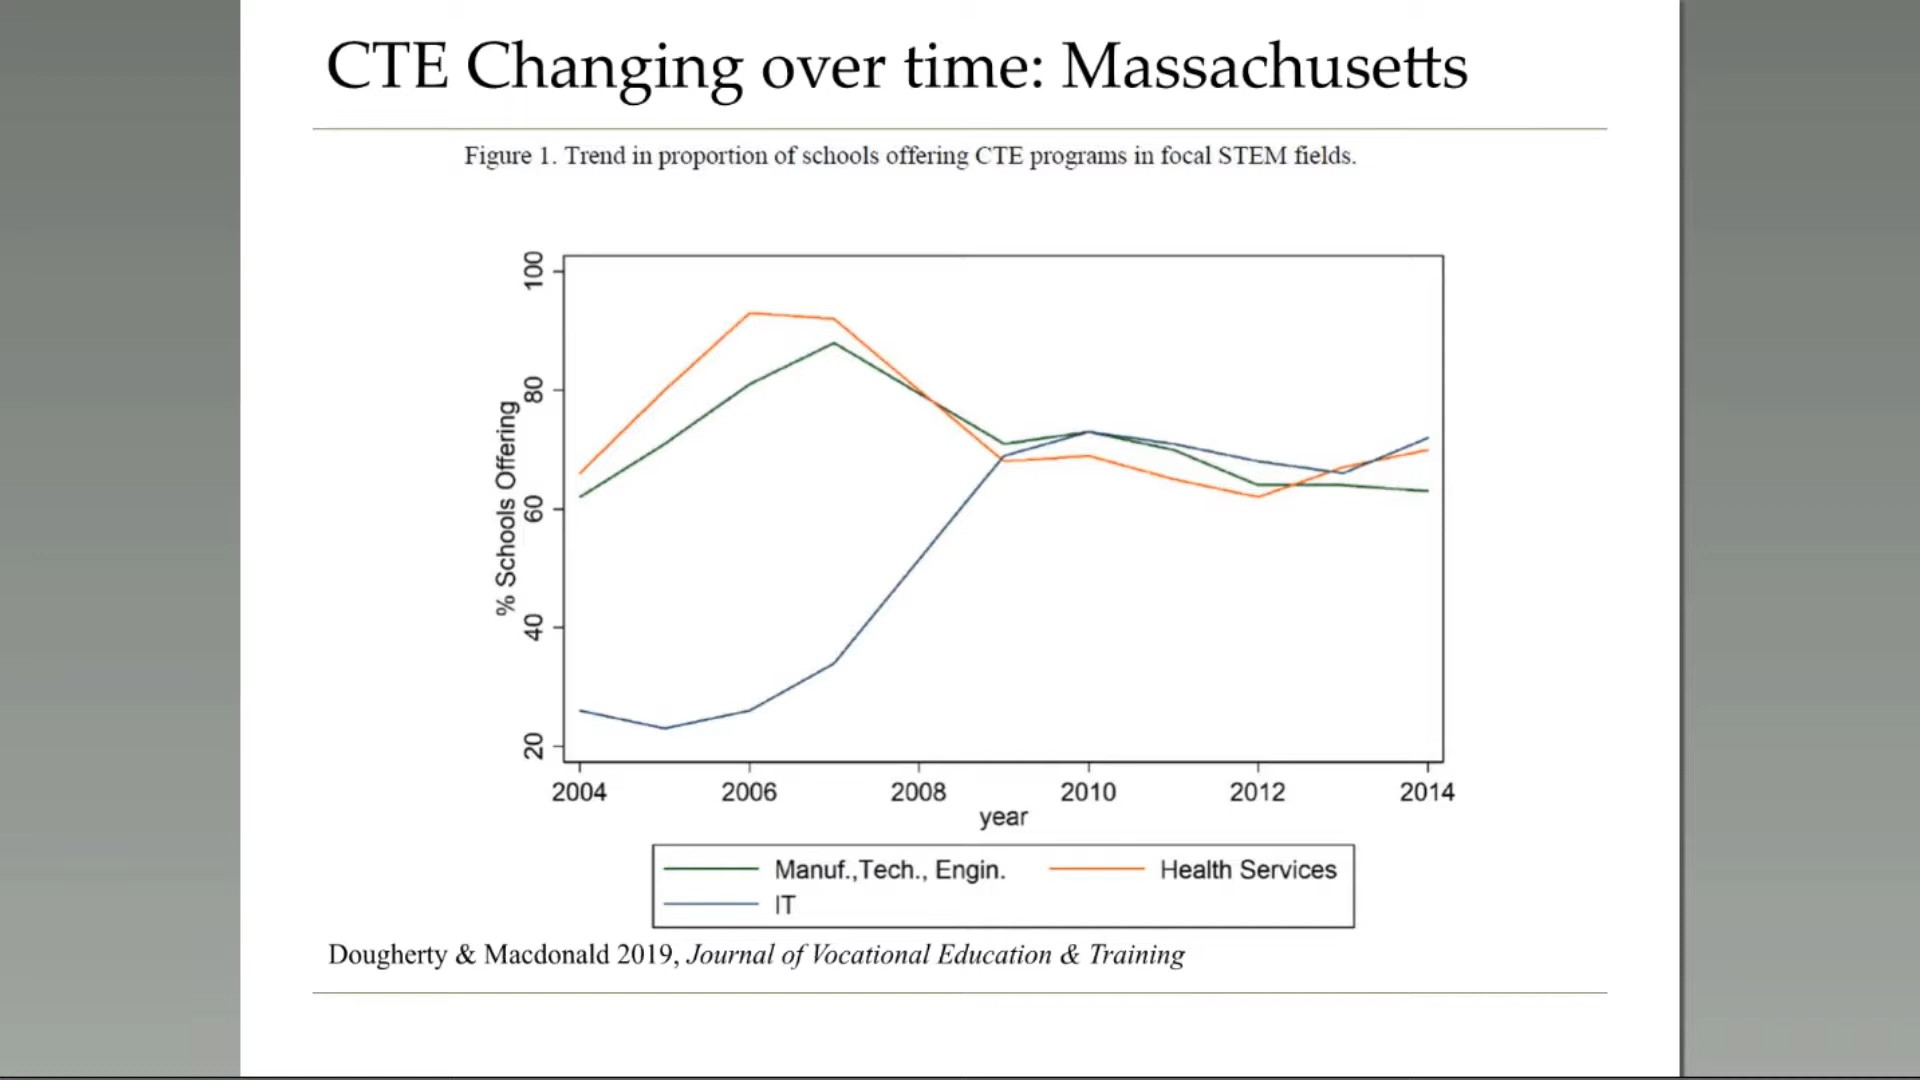 CTE Changing over time: Massachusetts
Figure 1. Trend in proportion of schools offering CTE programs in focal STEM fields.
% Schools Offering
100
80
60
40
20
2004 2006 2008 2010 2012 2014
year
Manuf.,Tech., Engin. Health Services
IT
Dougherty & Macdonald 2019, Journal of Vocational Education & Training